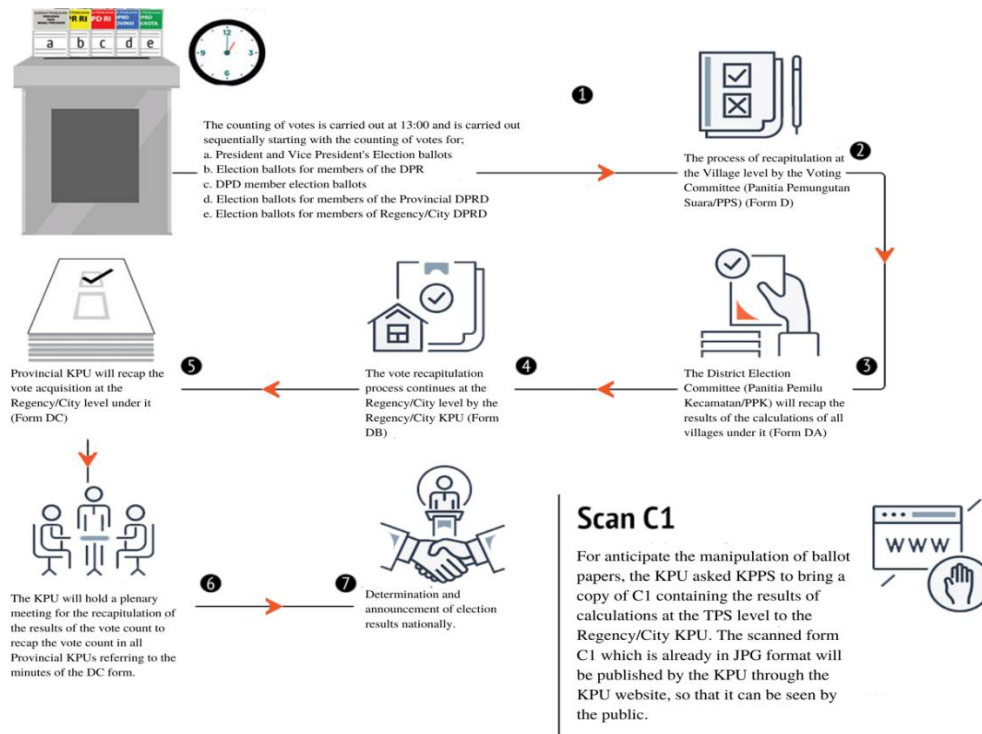 PR RI
PD RI
a b c d e
12
9 3
6
1
The counting of votes is carried out at 13:00 and is carried out
sequentially starting with the counting of votes for;
a. President and Vice President's Election ballots
b. Election ballots for members of the DPR
c. DPD member election ballots
d. Election ballots for members of the Provincial DPRD
e. Election ballots for members of Regency/City DPRD
2
The process of recapitulation at
the Village level by the Voting
Committee (Panitia Pemungutan
Suara/PPS) (Form D)
3
The District Election
Committee (Panitia Pemilu
Kecamatan/PPK) will recap the
results of the calculations of all
villages under it (Form DA)
4
The vote recapitulation
process continues at the
Regency/City level by the
Regency/City KPU (Form
DB)
5
Provincial KPU will recap the
vote acquisition at the
Regency/City level under it
(Form DC)
6
The KPU will hold a plenary
meeting for the recapitulation of
the results of the vote count to
recap the vote count in all
Provincial KPUs referring to the
minutes of the DC form.
7
Determination and
announcement of election
results nationally.
Scan C1
For anticipate the manipulation of ballot
papers, the KPU asked KPPS to bring a
copy of C1 containing the results of
calculations at the TPS level to the
Regency/City KPU. The scanned form
C1 which is already in JPG format will
be published by the KPU through the
KPU website, so that it can be seen by
the public.
WWW